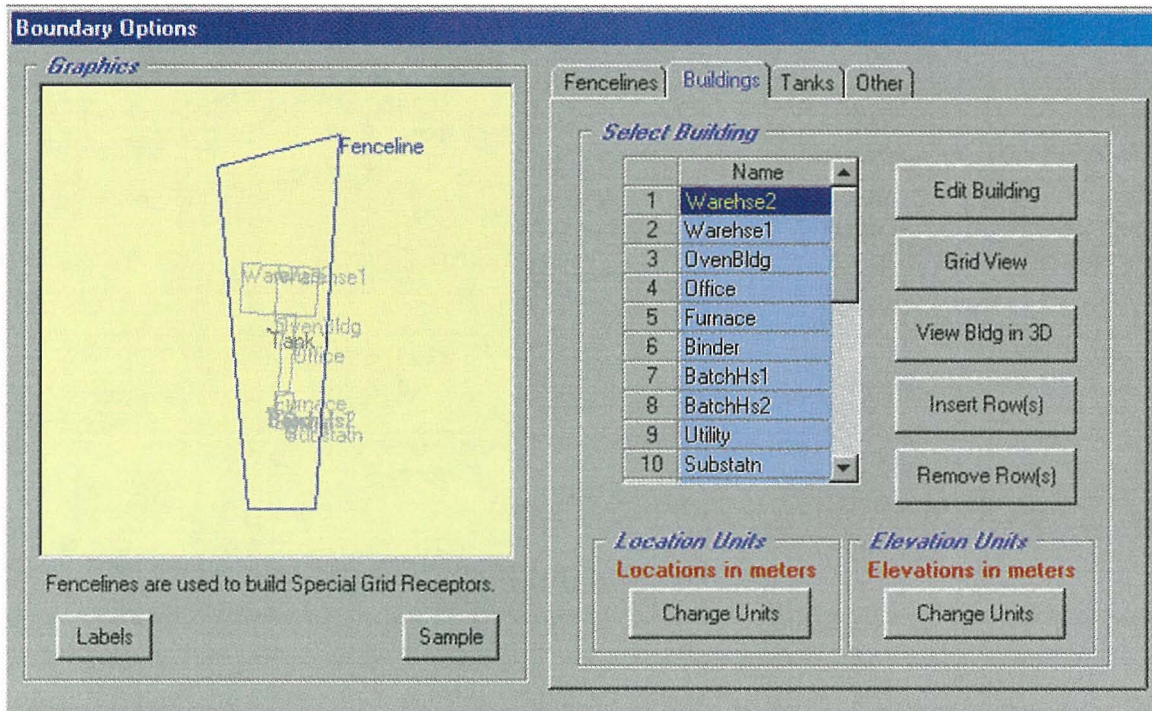 Boundary Options
Graphics
Fenceline
Warehse1
OvenBldg
Tank
Office
Furnace
Substatn
Fencelines are used to build Special Grid Receptors.
Labels
Sample
Fencelines
Buildings
Tanks
Other
Select Building
Name
1 Warehse2
2 Warehse1
3 OvenBldg
4 Office
5 Furnace
6 Binder
7 BatchHs1
8 BatchHs2
9 Utility
10 Substatn
Edit Building
Grid View
View Bldg in 3D
Insert Row(s)
Remove Row(s)
Location Units
Locations in meters
Change Units
Elevation Units
Elevations in meters
Change Units